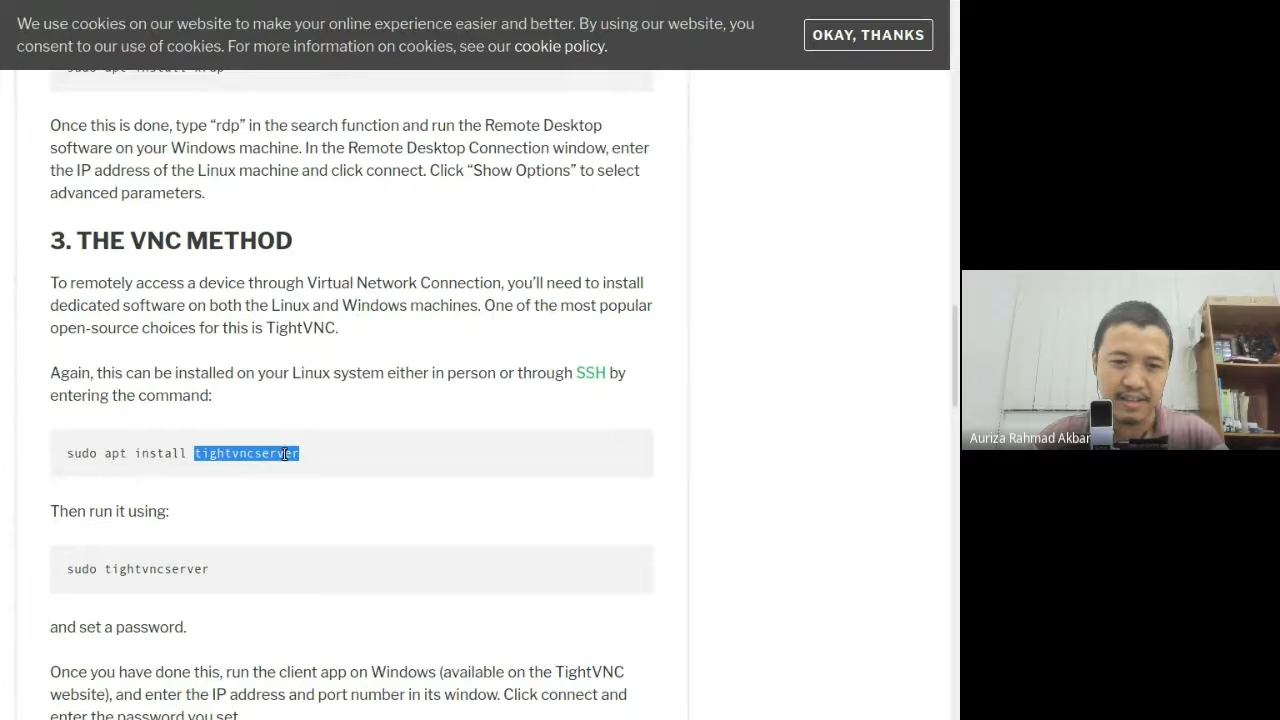 We use cookies on our website to make your online experience easier and better. By using our website, you
consent to our use of cookies. For more information on cookies, see our cookie policy.
OKAY, THANKS
sudo apt install xrdp
Once this is done, type “rdp” in the search function and run the Remote Desktop
software on your Windows machine. In the Remote Desktop Connection window, enter
the IP address of the Linux machine and click connect. Click “Show Options” to select
advanced parameters.
3. THE VNC METHOD
To remotely access a device through Virtual Network Connection, you’ll need to install
dedicated software on both the Linux and Windows machines. One of the most popular
open-source choices for this is TightVNC.
Again, this can be installed on your Linux system either in person or through SSH by
entering the command:
sudo apt install tightvncserver
Then run it using:
sudo tightvncserver
and set a password.
Once you have done this, run the client app on Windows (available on the TightVNC
website), and enter the IP address and port number in its window. Click connect and
enter the password you set.
Auriza Rahmad Akbar